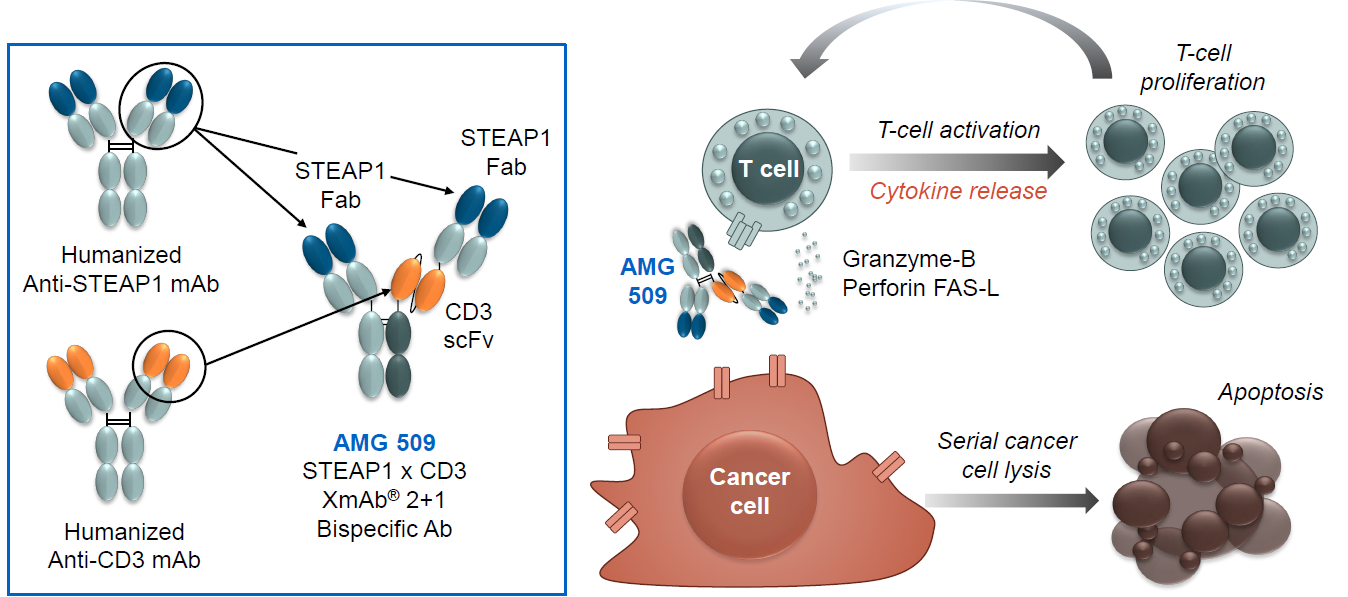 Humanized
Anti-STEAP1 mAb
STEAP1
Fab
STEAP1
Fab
CD3
scFv
Humanized
Anti-CD3 mAb
AMG 509
STEAP1 x CD3
XmAb® 2+1
Bispecific Ab
T cell
T-cell activation
Cytokine release
T-cell
proliferation
AMG
509
Granzyme-B
Perforin FAS-L
Cancer
cell
Serial cancer
cell lysis
Apoptosis